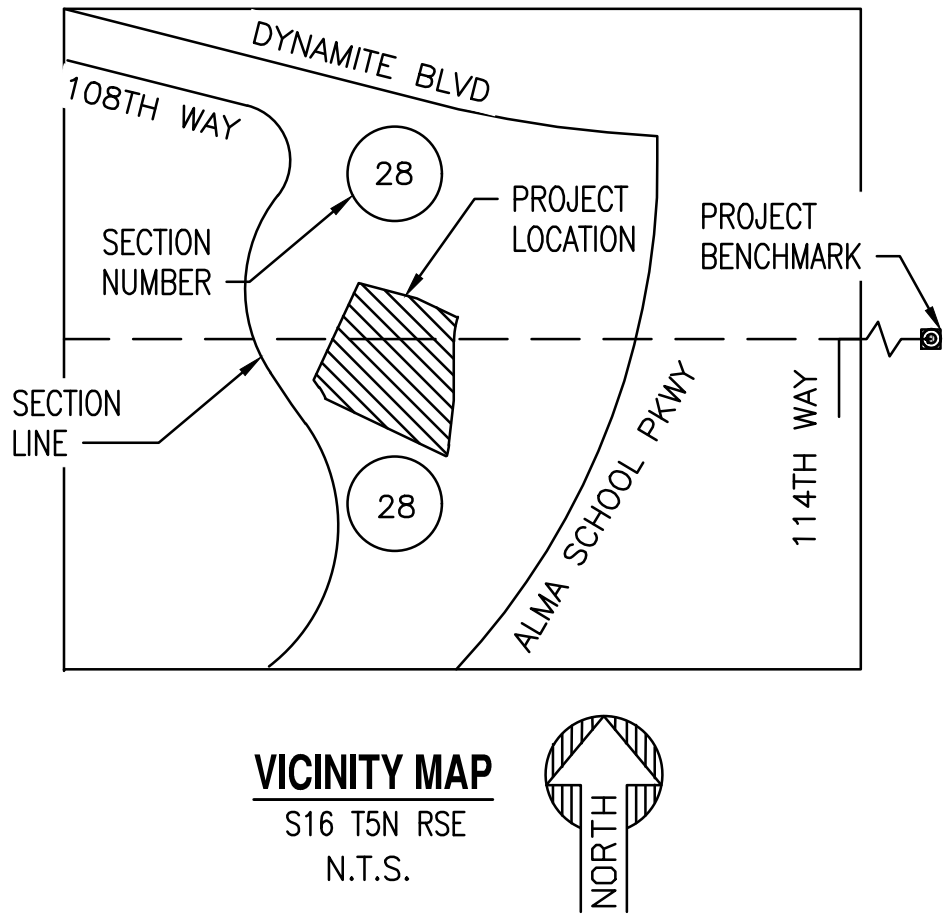 DYNAMITE BLVD
108TH WAY
28
PROJECT
LOCATION
PROJECT
BENCHMARK
SECTION
NUMBER
SECTION
LINE
28
ALMA SCHOOL PKWY
114TH WAY
VICINITY MAP
S16 T5N RSE
N.T.S.
NORTH